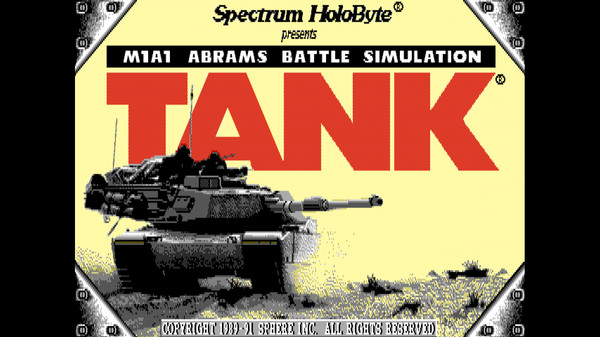 Spectrum HoloByte®
presents
M1A1 ABRAMS BATTLE SIMULATION
TANK®
COPYRIGHT 1989-91 SPHERE INC. ALL RIGHTS RESERVED